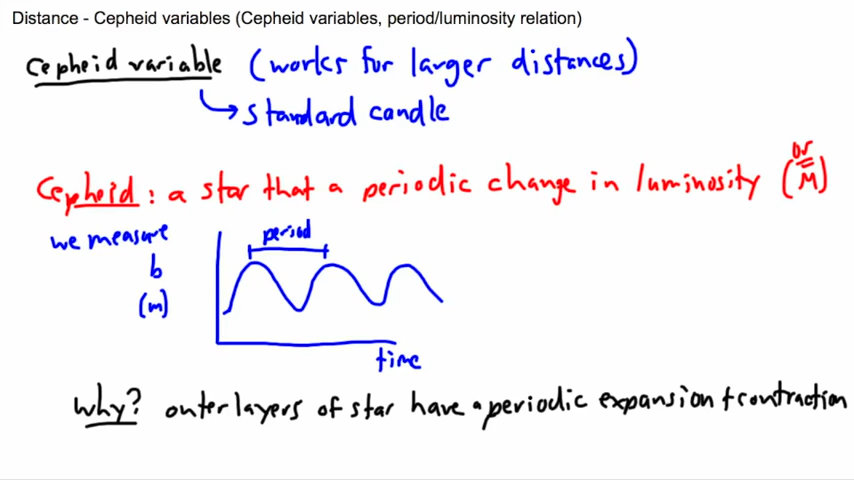 Distance - Cepheid variables (Cepheid variables, period/luminosity relation)
Cepheid variable (works for larger distances)
→ standard candle
Cepheid : a star that a periodic change in luminosity (or M)
we measure
b
(m)
period
time
Why? outer layers of star have a periodic expansion + contraction